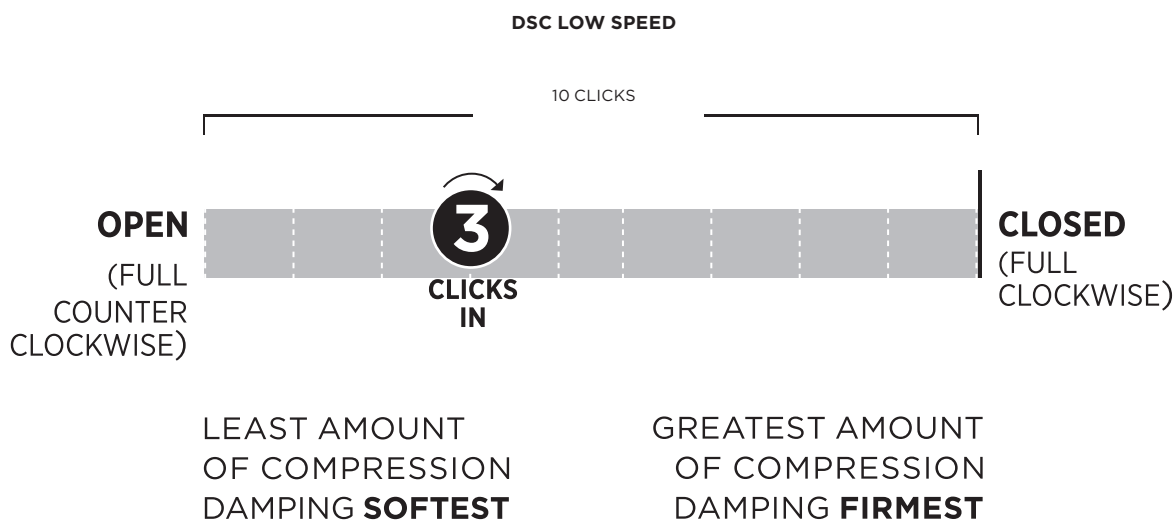 DSC LOW SPEED
10 CLICKS
OPEN
(FULL
COUNTER
CLOCKWISE)
3
CLICKS
IN
CLOSED
(FULL
CLOCKWISE)
LEAST AMOUNT
OF COMPRESSION
DAMPING SOFTEST
GREATEST AMOUNT
OF COMPRESSION
DAMPING FIRMEST